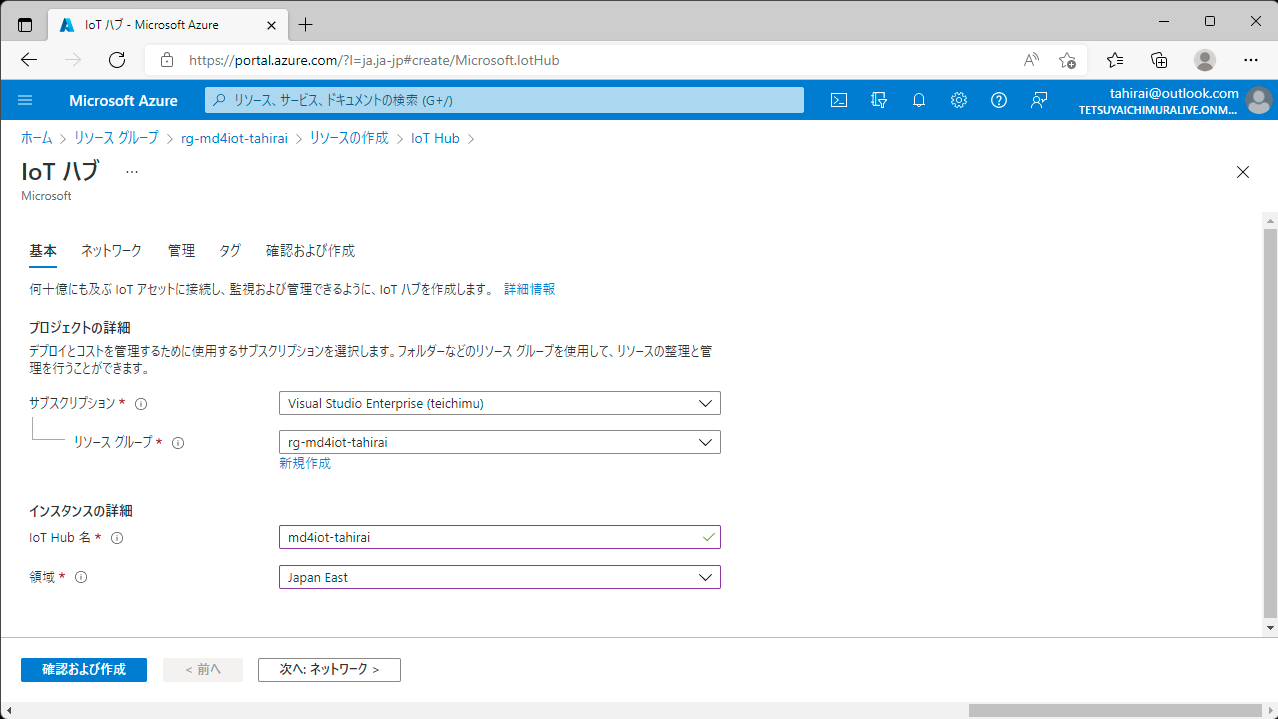 IoT ハブ - Microsoft Azure
https://portal.azure.com/?l=ja.ja-jp#create/Microsoft.IotHub
Microsoft Azure
リソース、サービス、ドキュメントの検索 (G+/)
tahirai@outlook.com
TETSUYAICHIMURALIVE.ONM...
ホーム > リソース グループ > rg-md4iot-tahirai > リソースの作成 > IoT Hub >
IoT ハブ ...
Microsoft
基本 ネットワーク 管理 タグ 確認および作成
何十億にも及ぶ IoT アセットに接続し、監視および管理できるように、IoT ハブを作成します。 詳細情報
プロジェクトの詳細
デプロイとコストを管理するために使用するサブスクリプションを選択します。フォルダーなどのリソース グループを使用して、リソースの整理と管
理を行うことができます。
サブスクリプション * Visual Studio Enterprise (teichimu)
リソース グループ * rg-md4iot-tahirai
新規作成
インスタンスの詳細
IoT Hub 名 * md4iot-tahirai
領域 * Japan East
確認および作成 < 前へ 次へ: ネットワーク >